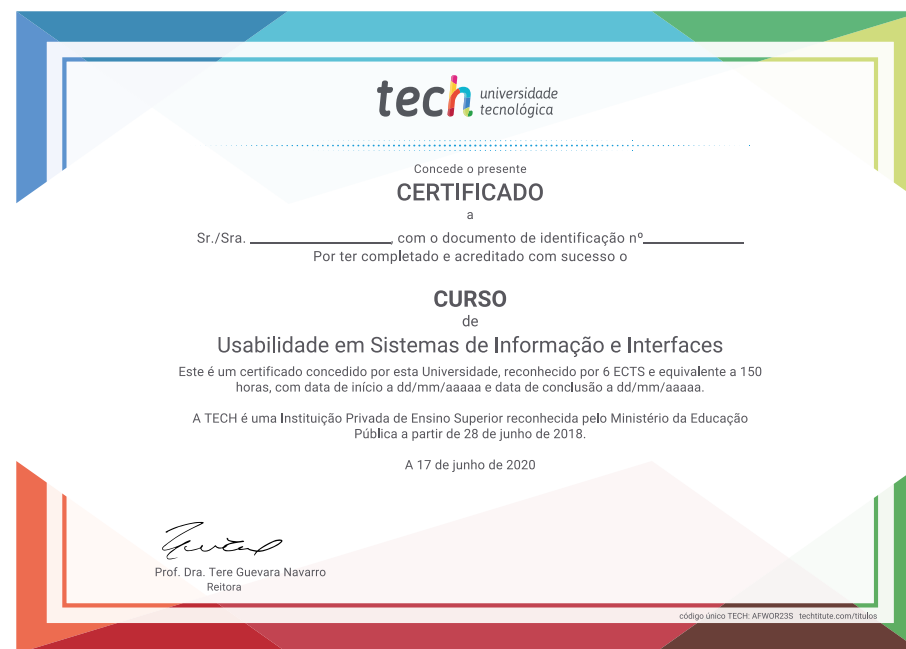 tech universidade
tecnológica
Concede o presente
CERTIFICADO
a
Sr./Sra. ________________, com o documento de identificação nº____________
Por ter completado e acreditado com sucesso o
CURSO
de
Usabilidade em Sistemas de Informação e Interfaces
Este é um certificado concedido por esta Universidade, reconhecido por 6 ECTS e equivalente a 150
horas, com data de início a dd/mm/aaaaa e data de conclusão a dd/mm/aaaaa.
A TECH é uma Instituição Privada de Ensino Superior reconhecida pelo Ministério da Educação
Pública a partir de 28 de junho de 2018.
A 17 de junho de 2020
Prof. Dra. Tere Guevara Navarro
Reitora
código único TECH: AFWOR23S techtitute.com/titulos